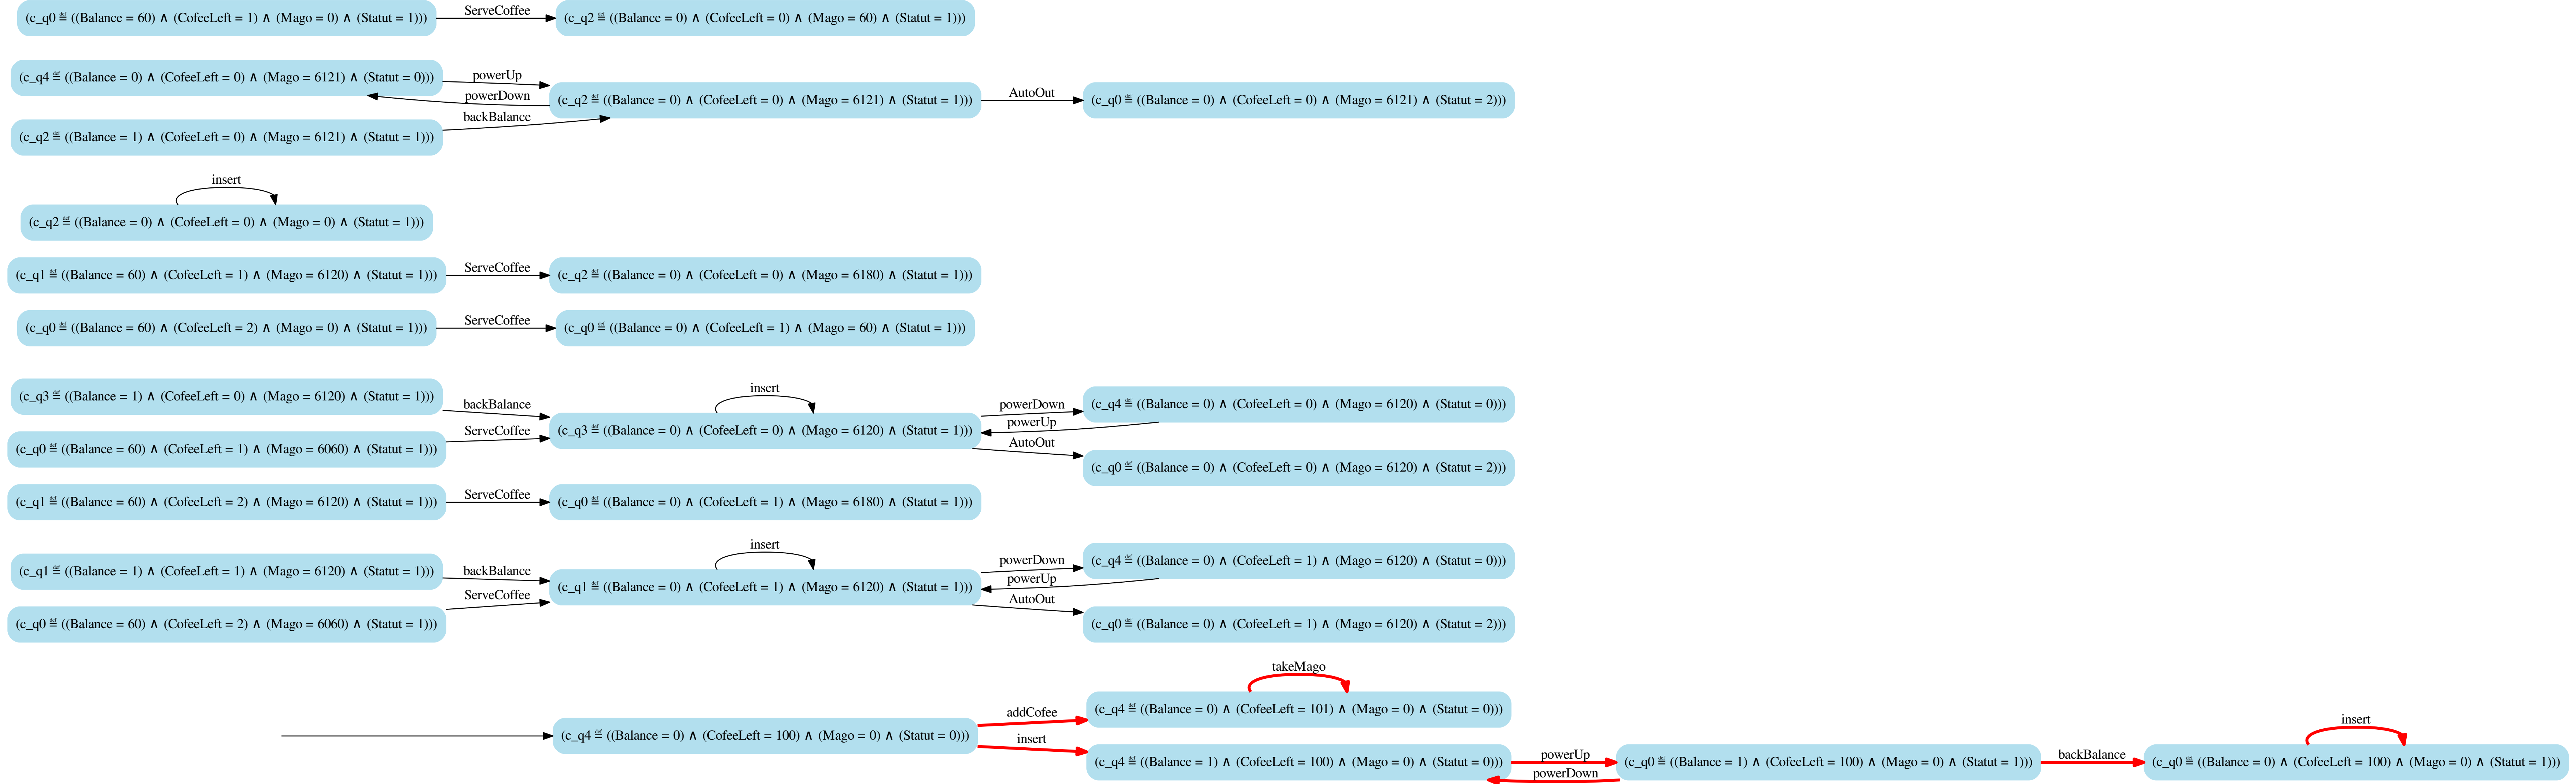 (c_q0 ≝ ((Balance = 60) ∧ (CofeeLeft = 1) ∧ (Mago = 0) ∧ (Statut = 1)))
ServeCoffee
(c_q2 ≝ ((Balance = 0) ∧ (CofeeLeft = 0) ∧ (Mago = 60) ∧ (Statut = 1)))
(c_q4 ≝ ((Balance = 0) ∧ (CofeeLeft = 0) ∧ (Mago = 6121) ∧ (Statut = 0)))
powerUp
powerDown
(c_q2 ≝ ((Balance = 0) ∧ (CofeeLeft = 0) ∧ (Mago = 6121) ∧ (Statut = 1)))
AutoOut
(c_q0 ≝ ((Balance = 0) ∧ (CofeeLeft = 0) ∧ (Mago = 6121) ∧ (Statut = 2)))
backBalance
(c_q2 ≝ ((Balance = 1) ∧ (CofeeLeft = 0) ∧ (Mago = 6121) ∧ (Statut = 1)))
insert
(c_q2 ≝ ((Balance = 0) ∧ (CofeeLeft = 0) ∧ (Mago = 0) ∧ (Statut = 1)))
(c_q1 ≝ ((Balance = 60) ∧ (CofeeLeft = 1) ∧ (Mago = 6120) ∧ (Statut = 1)))
ServeCoffee
(c_q2 ≝ ((Balance = 0) ∧ (CofeeLeft = 0) ∧ (Mago = 6180) ∧ (Statut = 1)))
(c_q0 ≝ ((Balance = 60) ∧ (CofeeLeft = 2) ∧ (Mago = 0) ∧ (Statut = 1)))
ServeCoffee
(c_q0 ≝ ((Balance = 0) ∧ (CofeeLeft = 1) ∧ (Mago = 60) ∧ (Statut = 1)))
(c_q3 ≝ ((Balance = 1) ∧ (CofeeLeft = 0) ∧ (Mago = 6120) ∧ (Statut = 1)))
backBalance
insert
powerDown
(c_q4 ≝ ((Balance = 0) ∧ (CofeeLeft = 0) ∧ (Mago = 6120) ∧ (Statut = 0)))
powerUp
(c_q3 ≝ ((Balance = 0) ∧ (CofeeLeft = 0) ∧ (Mago = 6120) ∧ (Statut = 1)))
ServeCoffee
(c_q0 ≝ ((Balance = 60) ∧ (CofeeLeft = 1) ∧ (Mago = 6060) ∧ (Statut = 1)))
AutoOut
(c_q0 ≝ ((Balance = 0) ∧ (CofeeLeft = 0) ∧ (Mago = 6120) ∧ (Statut = 2)))
(c_q1 ≝ ((Balance = 60) ∧ (CofeeLeft = 2) ∧ (Mago = 6120) ∧ (Statut = 1)))
ServeCoffee
(c_q0 ≝ ((Balance = 0) ∧ (CofeeLeft = 1) ∧ (Mago = 6180) ∧ (Statut = 1)))
(c_q1 ≝ ((Balance = 1) ∧ (CofeeLeft = 1) ∧ (Mago = 6120) ∧ (Statut = 1)))
backBalance
insert
powerDown
(c_q4 ≝ ((Balance = 0) ∧ (CofeeLeft = 1) ∧ (Mago = 6120) ∧ (Statut = 0)))
powerUp
(c_q1 ≝ ((Balance = 0) ∧ (CofeeLeft = 1) ∧ (Mago = 6120) ∧ (Statut = 1)))
ServeCoffee
(c_q0 ≝ ((Balance = 60) ∧ (CofeeLeft = 2) ∧ (Mago = 6060) ∧ (Statut = 1)))
AutoOut
(c_q0 ≝ ((Balance = 0) ∧ (CofeeLeft = 1) ∧ (Mago = 6120) ∧ (Statut = 2)))
takeMago
addCofee
(c_q4 ≝ ((Balance = 0) ∧ (CofeeLeft = 101) ∧ (Mago = 0) ∧ (Statut = 0)))
(c_q4 ≝ ((Balance = 0) ∧ (CofeeLeft = 100) ∧ (Mago = 0) ∧ (Statut = 0)))
insert
(c_q4 ≝ ((Balance = 1) ∧ (CofeeLeft = 100) ∧ (Mago = 0) ∧ (Statut = 0)))
powerUp
powerDown
(c_q0 ≝ ((Balance = 1) ∧ (CofeeLeft = 100) ∧ (Mago = 0) ∧ (Statut = 1)))
backBalance
insert
(c_q0 ≝ ((Balance = 0) ∧ (CofeeLeft = 100) ∧ (Mago = 0) ∧ (Statut = 1)))